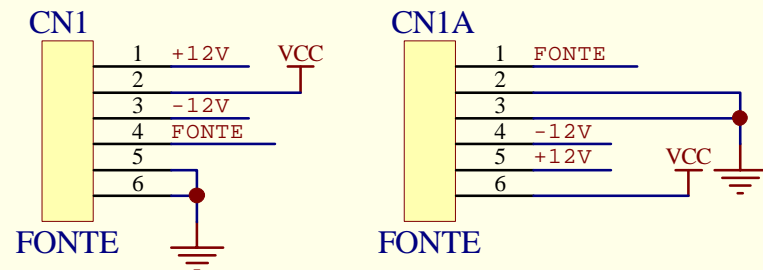 CN1
1 +12V
VCC
2
3 -12V
4 FONTE
5
6
FONTE
CN1A
1 FONTE
2
3
4 -12V
5 +12V
VCC
6
FONTE